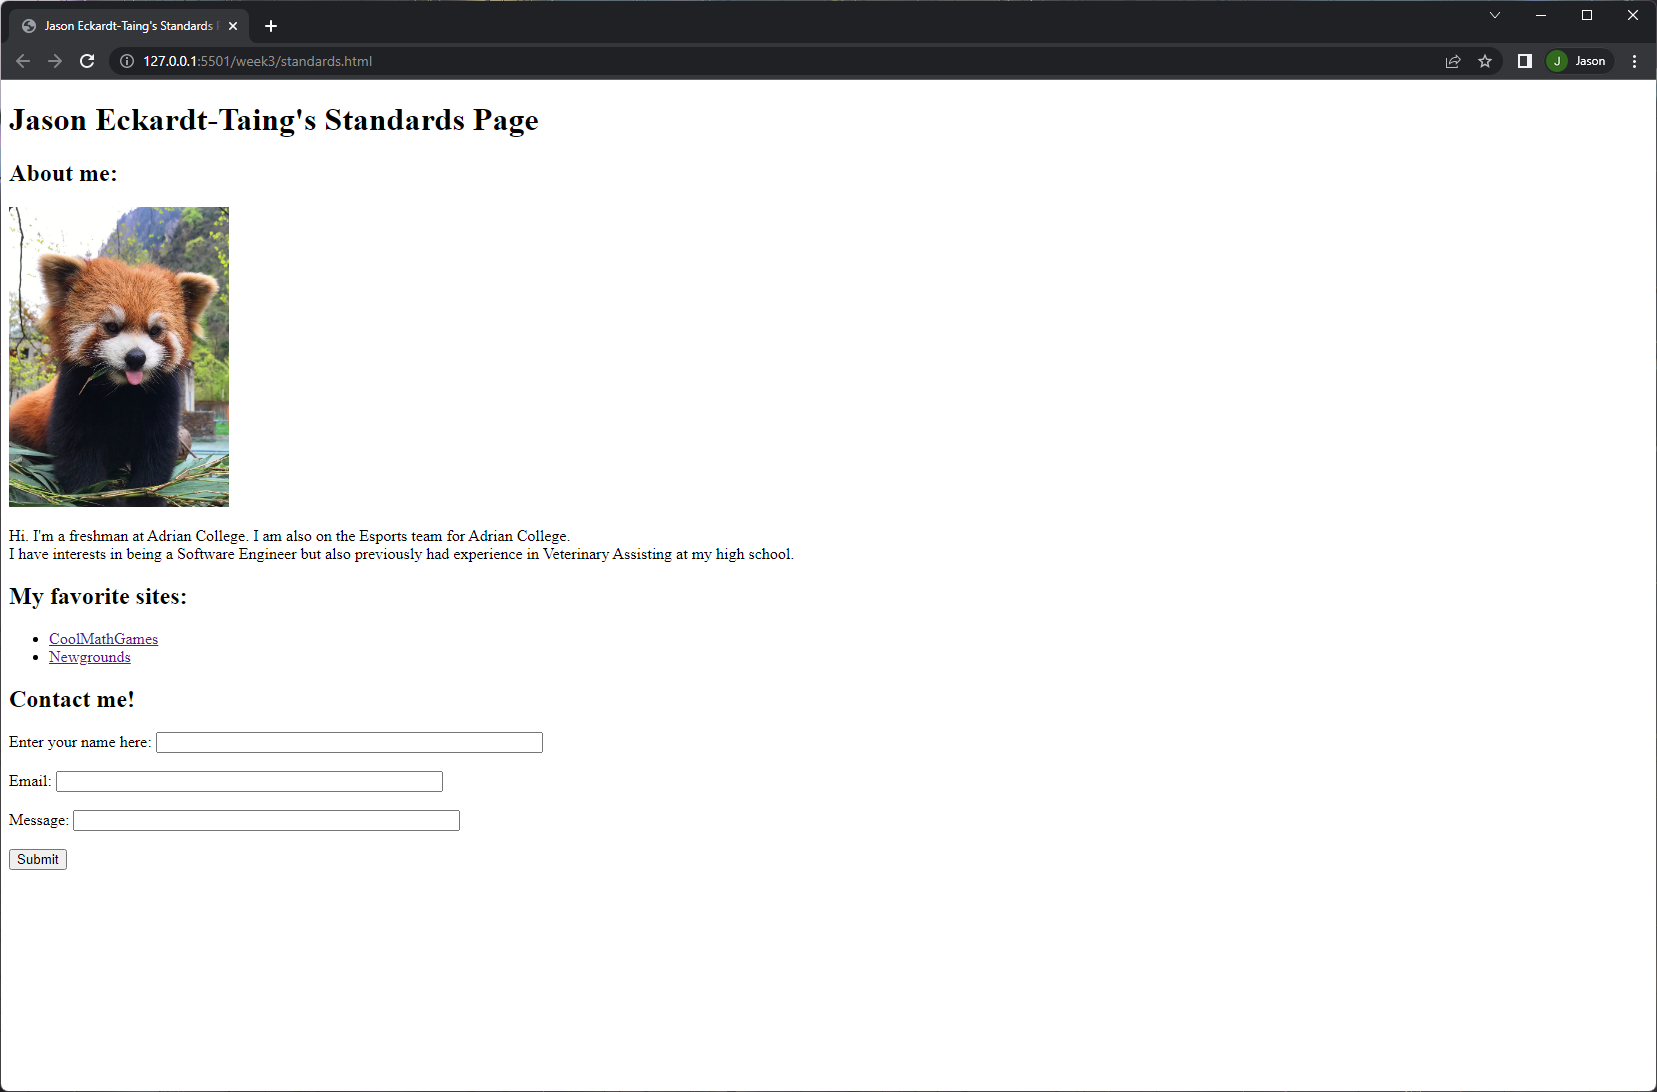 Jason Eckardt-Taing's Standards
127.0.0.1:5501/week3/standards.html
J Jason
Jason Eckardt-Taing's Standards Page
About me:
Hi. I'm a freshman at Adrian College. I am also on the Esports team for Adrian College.
I have interests in being a Software Engineer but also previously had experience in Veterinary Assisting at my high school.
My favorite sites:
CoolMathGames
Newgrounds
Contact me!
Enter your name here:
Email:
Message:
Submit